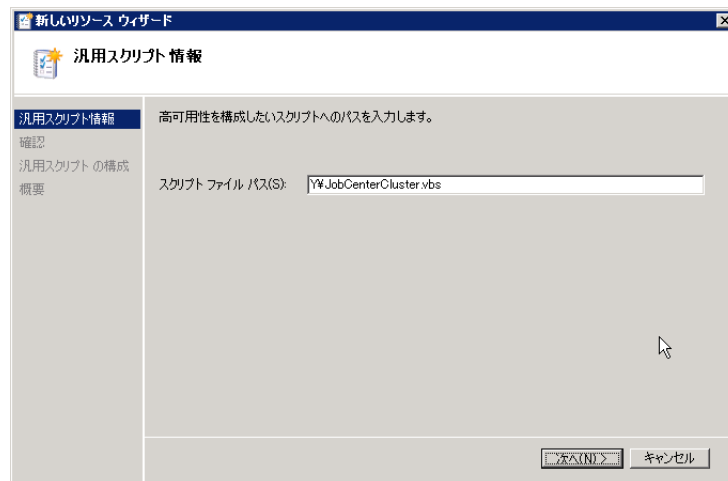 新しいリソース ウィザード
汎用スクリプト情報
汎用スクリプト情報
確認
汎用スクリプト の構成
概要
高可用性を構成したいスクリプトへのパスを入力します。
スクリプト ファイル パス(S): Y¥JobCenterCluster.vbs
次へ(N) > キャンセル